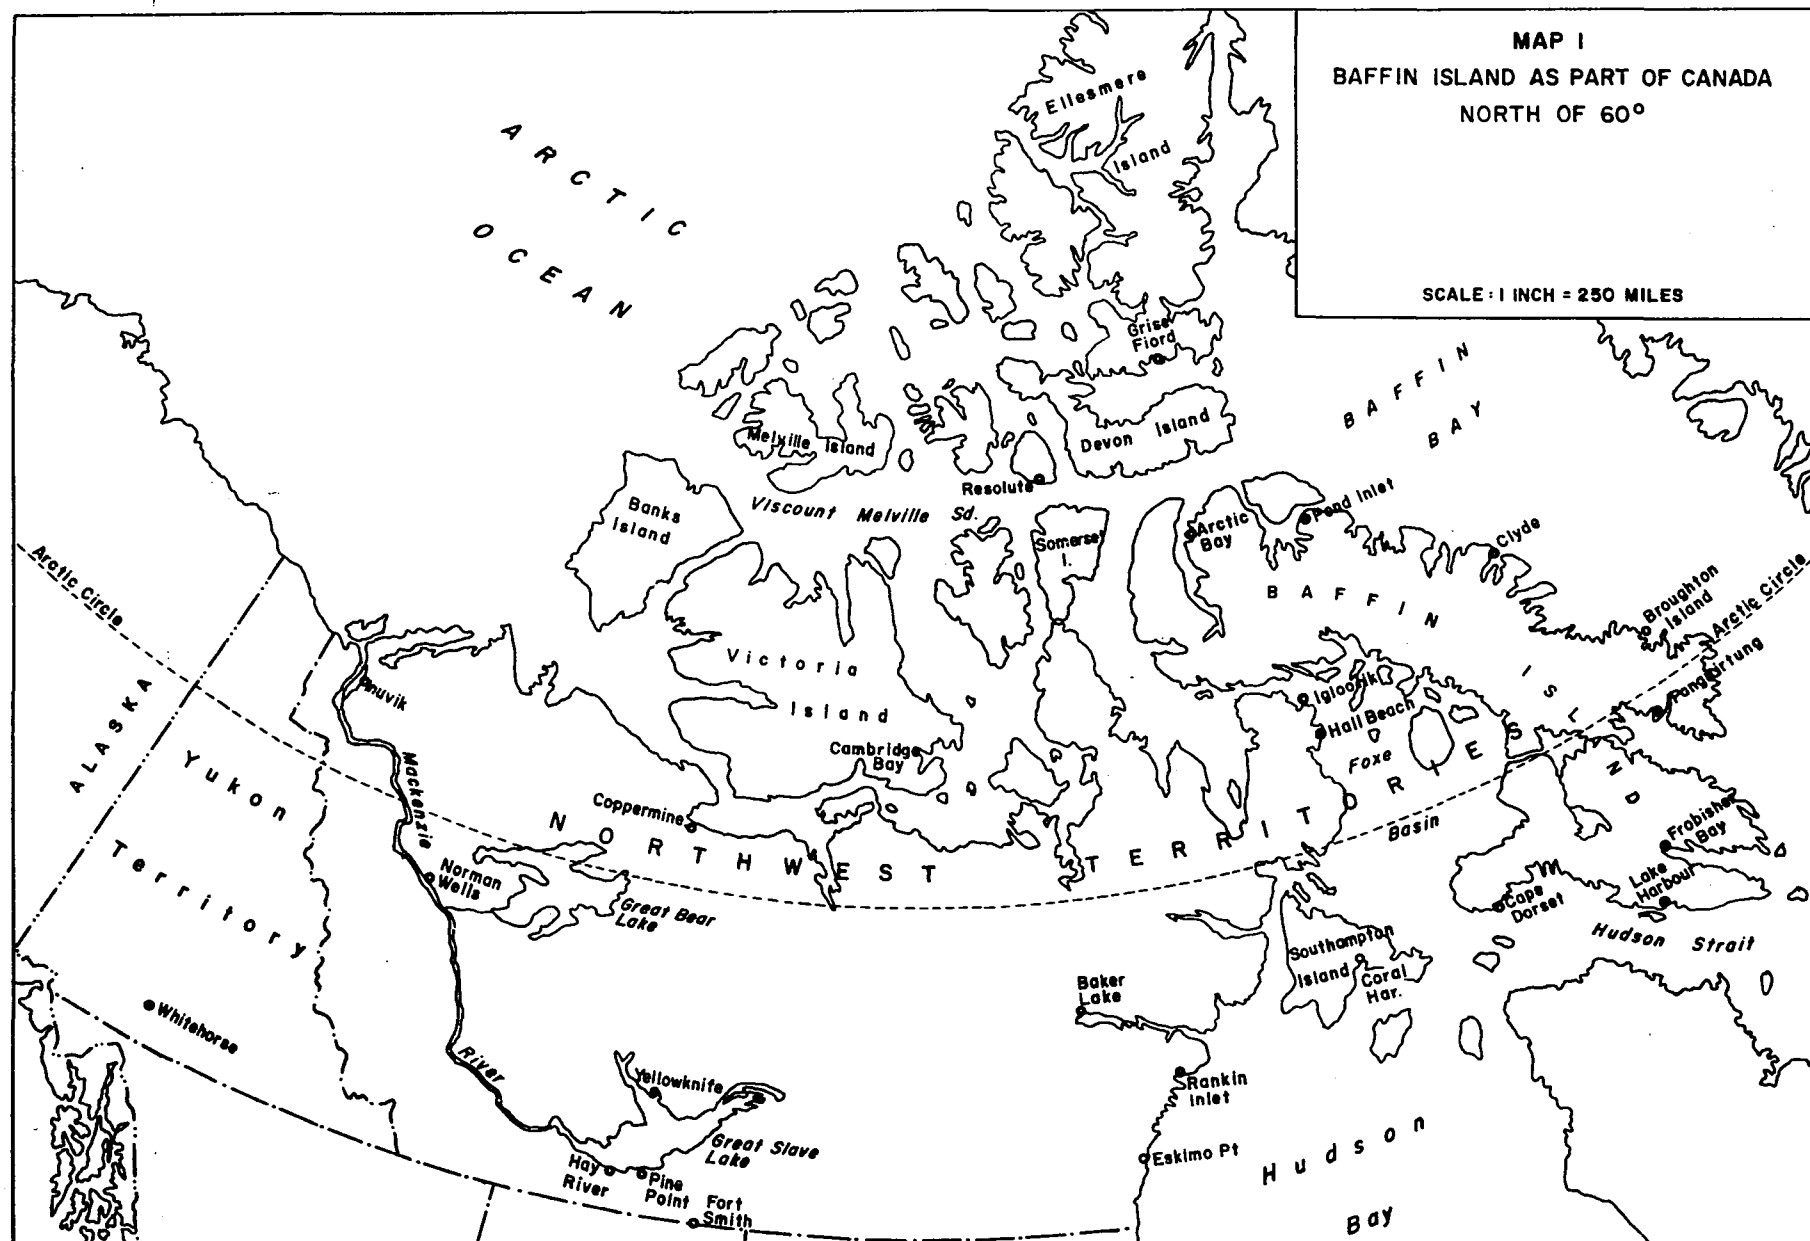 MAP I
BAFFIN ISLAND AS PART OF CANADA
NORTH OF 60°
SCALE : I INCH = 250 MILES
ARCTIC
OCEAN
Ellesmere
Island
Grise
Fiord
BAFFIN
BAY
Melville Island
Devon Island
Resolute
Viscount Melville Sd.
Banks
Island
Somerset
I.
Arctic
Bay
Pond Inlet
Clyde
Arctic Circle
Broughton
Island
Arctic Circle
Pangnirtung
BAFFIN
ISLAND
Victoria
Island
Igloolik
Hall Beach
Foxe
Basin
Inuvik
ALASKA
Yukon
Territory
Mackenzie
River
Cambridge
Bay
Coppermine
NORTHWEST TERRITORIES
Norman
Wells
Great Bear
Lake
Frobisher
Bay
Lake
Harbour
Cape
Dorset
Hudson Strait
Southampton
Island
Coral
Har.
Baker
Lake
Whitehorse
Yellowknife
Great Slave
Lake
Rankin
Inlet
Eskimo Pt
Hay
River
Pine
Point
Fort
Smith
Hudson
Bay